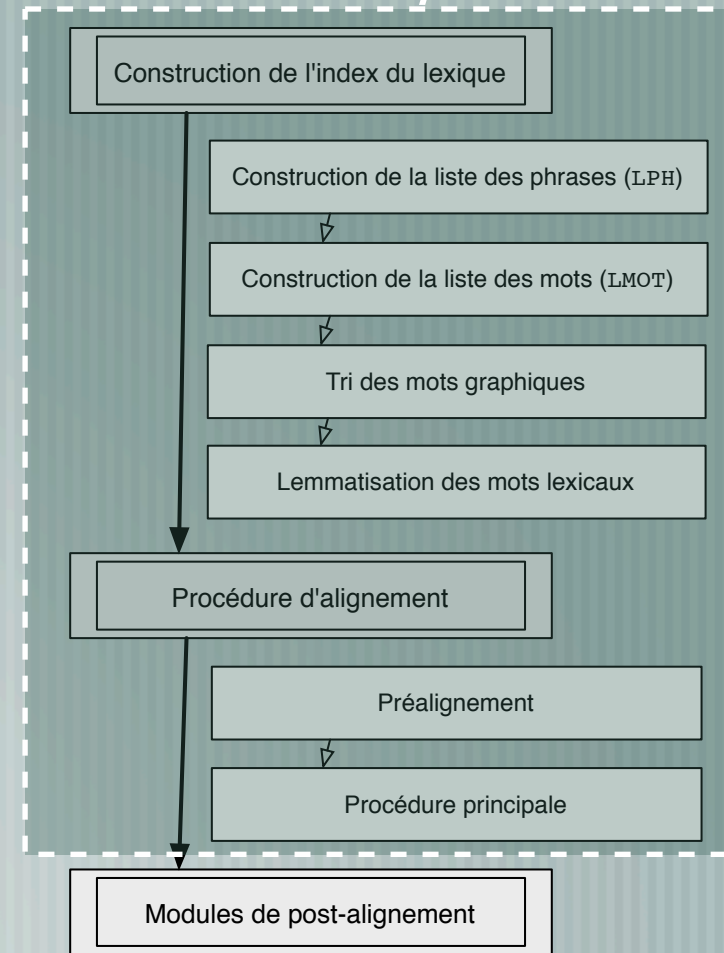 Construction de l'index du lexique
Construction de la liste des phrases (LPH)
Construction de la liste des mots (LMOT)
Tri des mots graphiques
Lemmatisation des mots lexicaux
Procédure d'alignement
Préalignement
Procédure principale
Modules de post-alignement